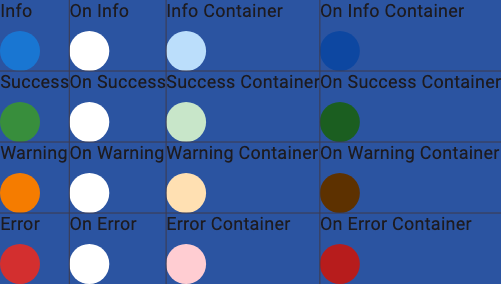 Info On Info Info Container On Info Container
Success On Success Success Container On Success Container
Warning On Warning Warning Container On Warning Container
Error On Error Error Container On Error Container